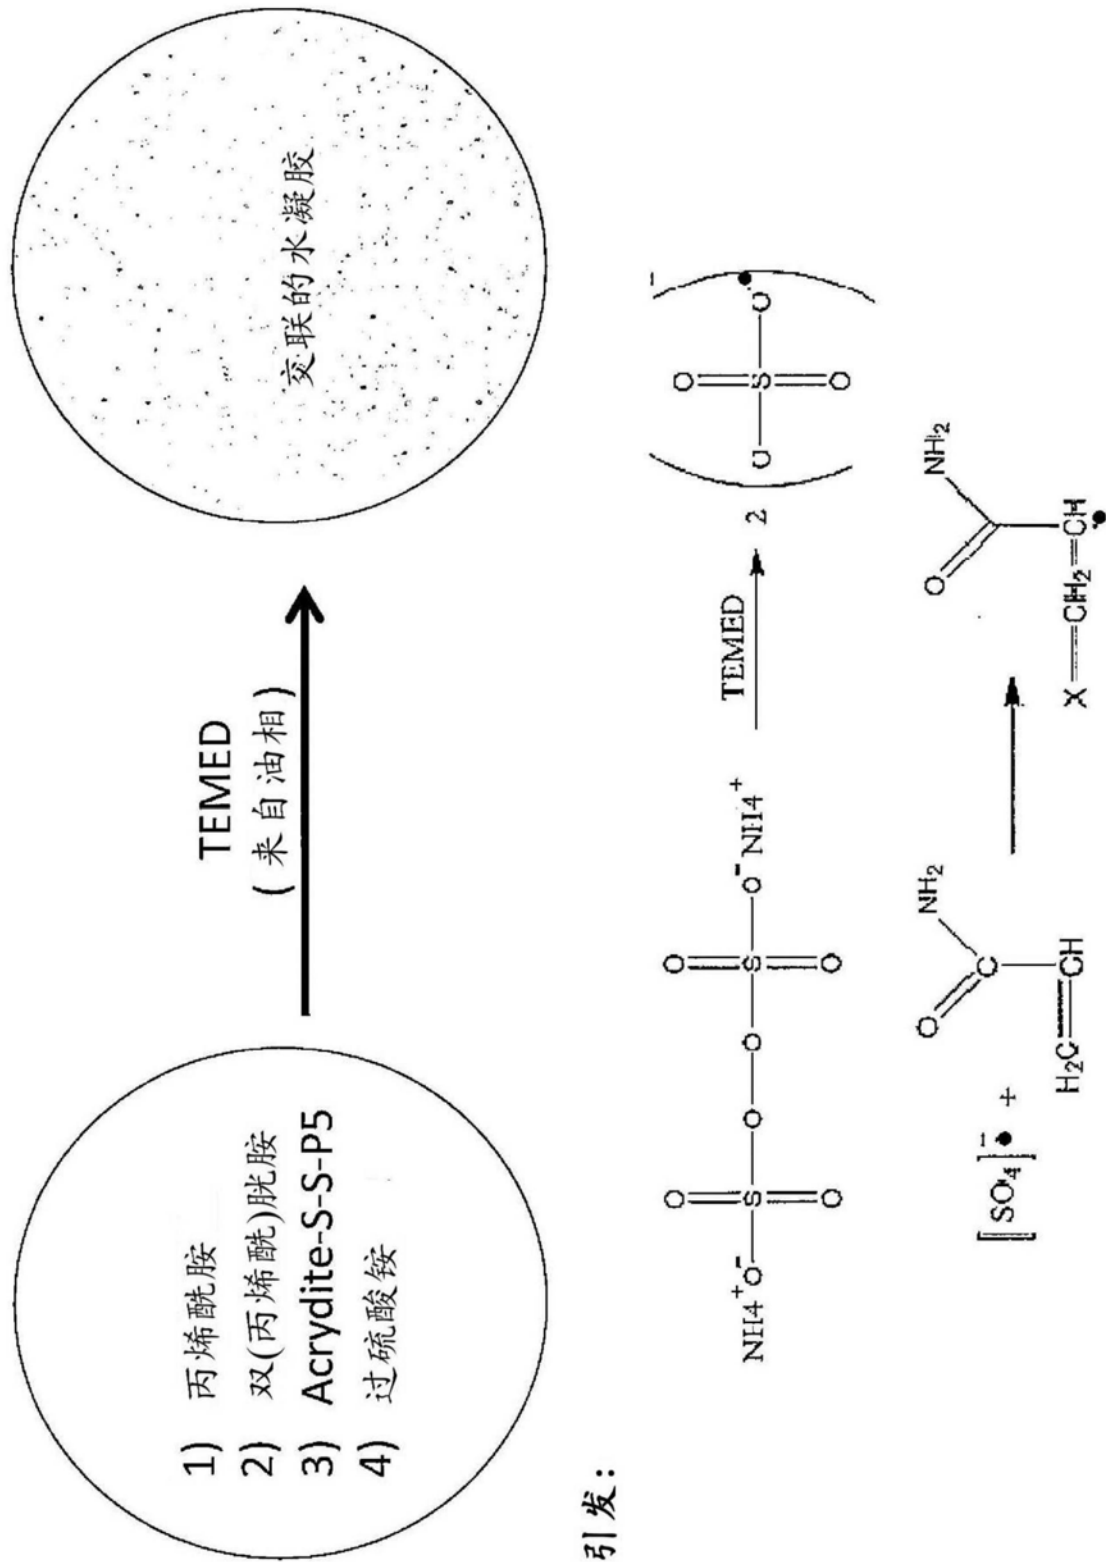 1) 丙烯酰胺
2) 双(丙烯酰)胱胺
3) Acrydite-S-S-P5
4) 过硫酸铵
TEMED
(来自油相)
交联的水凝胶
引发:
NH4⁺O⁻—S—O—O—S—O⁻NH4⁺
O O O O
TEMED
2
O—S—O
O O
•
−
[SO₄]⁻• +
H₂C=CH
C
O
NH₂
X—CH₂=CH
•
O
NH₂